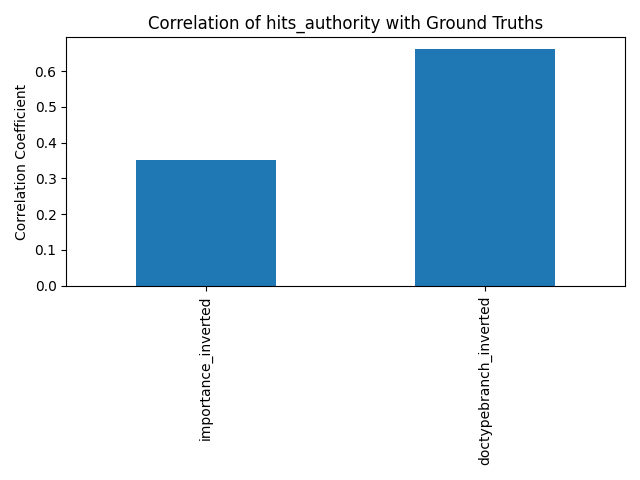 Correlation of hits_authority with Ground Truths
Correlation Coefficient
0.6
0.5
0.4
0.3
0.2
0.1
0.0
importance_inverted
doctypebranch_inverted